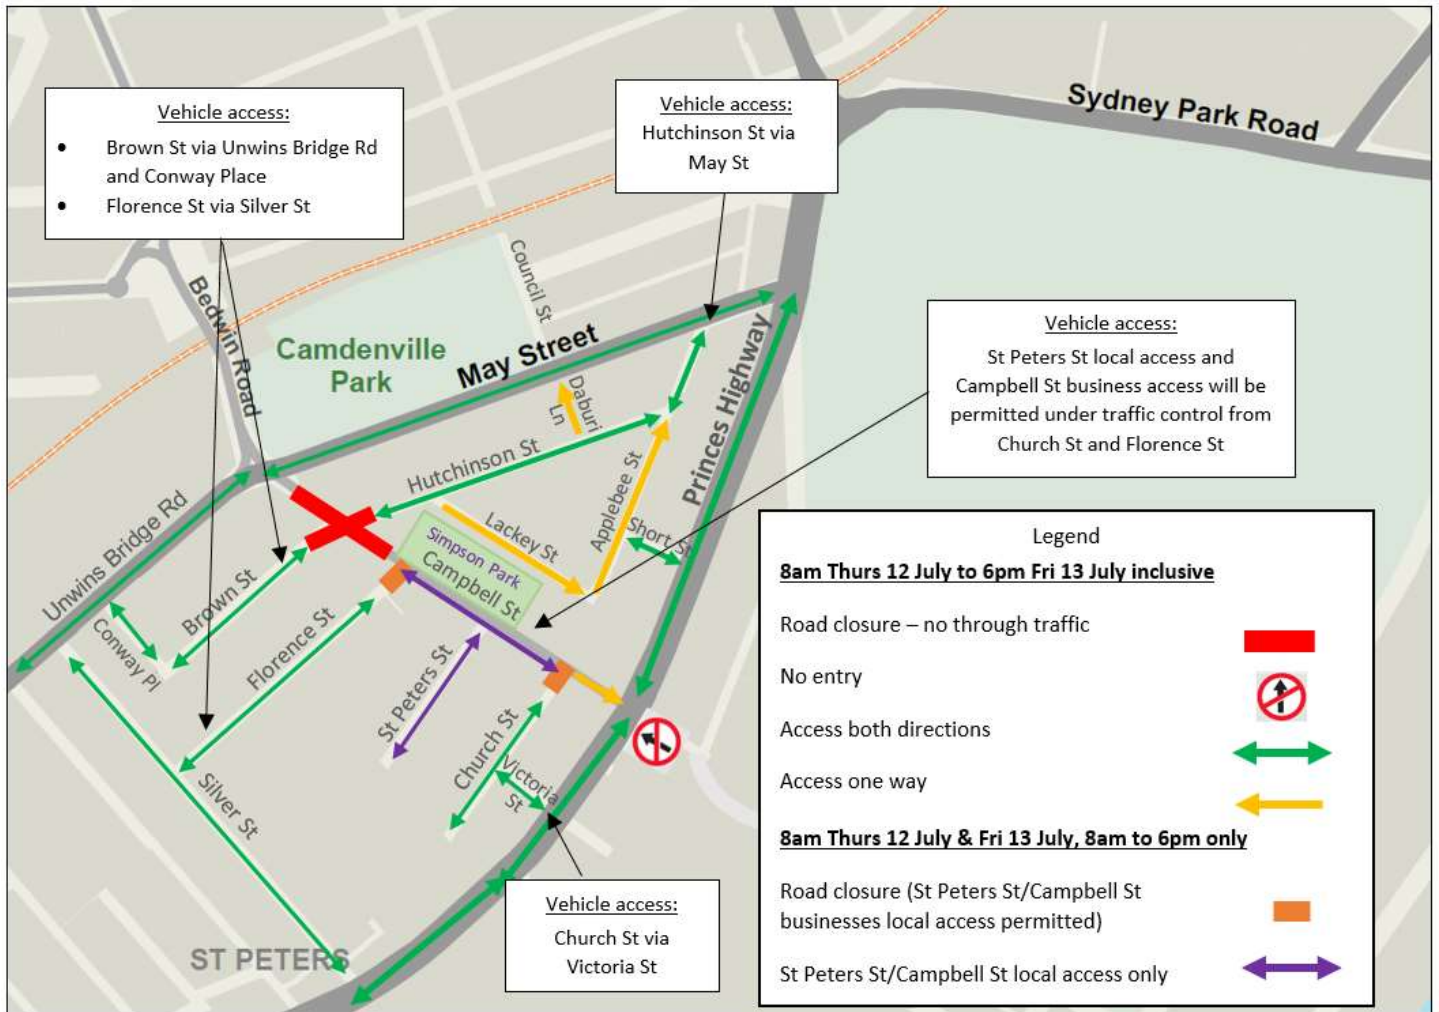 Sydney Park Road
Vehicle access:
• Brown St via Unwins Bridge Rd
and Conway Place
• Florence St via Silver St
Vehicle access:
Hutchinson St via
May St
Bedwin Road
Council St
Camdenville
Park
May Street
Princes Highway
Vehicle access:
St Peters St local access and
Campbell St business access will be
permitted under traffic control from
Church St and Florence St
Daburi
Ln
Hutchinson St
Applebee St
Short St
Lackey St
Simpson Park
Campbell St
Unwins Bridge Rd
Brown St
Conway Pl
Florence St
St Peters St
Church St
Victoria
St
Silver St
ST PETERS
Vehicle access:
Church St via
Victoria St
Legend
8am Thurs 12 July to 6pm Fri 13 July inclusive
Road closure – no through traffic
No entry
Access both directions
Access one way
8am Thurs 12 July & Fri 13 July, 8am to 6pm only
Road closure (St Peters St/Campbell St
businesses local access permitted)
St Peters St/Campbell St local access only